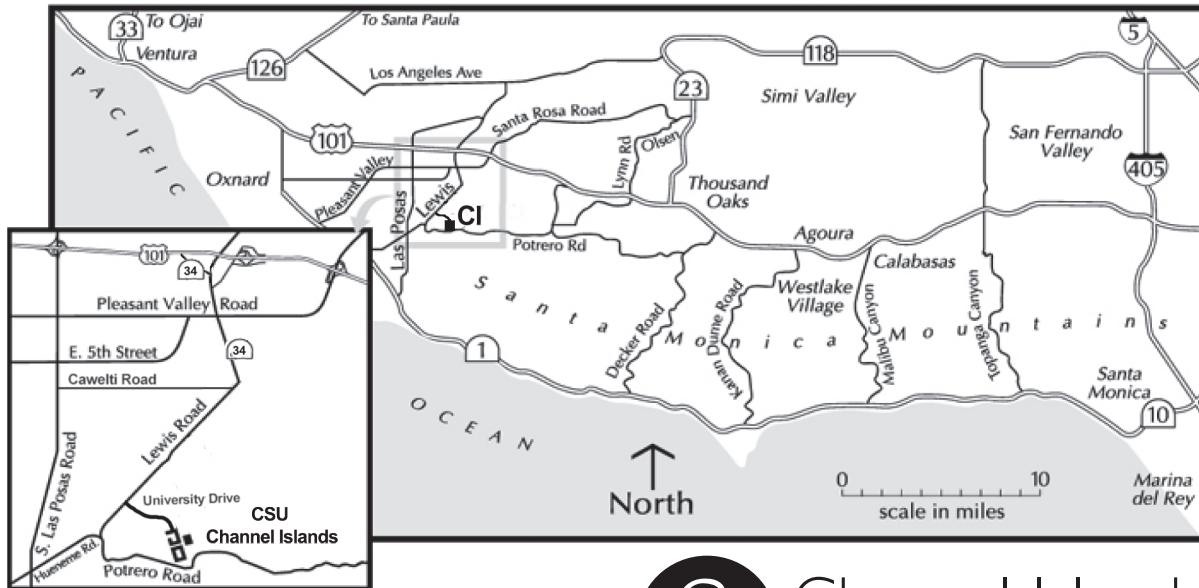 33
To Ojai
Ventura
To Santa Paula
126
Los Angeles Ave
118
5
23
Simi Valley
PACIFIC
101
Santa Rosa Road
San Fernando
Valley
Lynn Rd
Olsen
405
Oxnard
Pleasant Valley
Thousand
Oaks
Las Posas
Lewis
CI
Potrero Rd
Agoura
Calabasas
Westlake
Village
Santa Monica Mountains
Decker Road
Kanan Dume Road
Malibu Canyon
Topanga Canyon
1
Santa
Monica
10
OCEAN
North
0 10
scale in miles
Marina
del Rey
101
34
Pleasant Valley Road
E. 5th Street
34
Cawelti Road
Lewis Road
S. Las Posas Road
University Drive
CSU
Channel Islands
Hueneme Rd.
Potrero Road